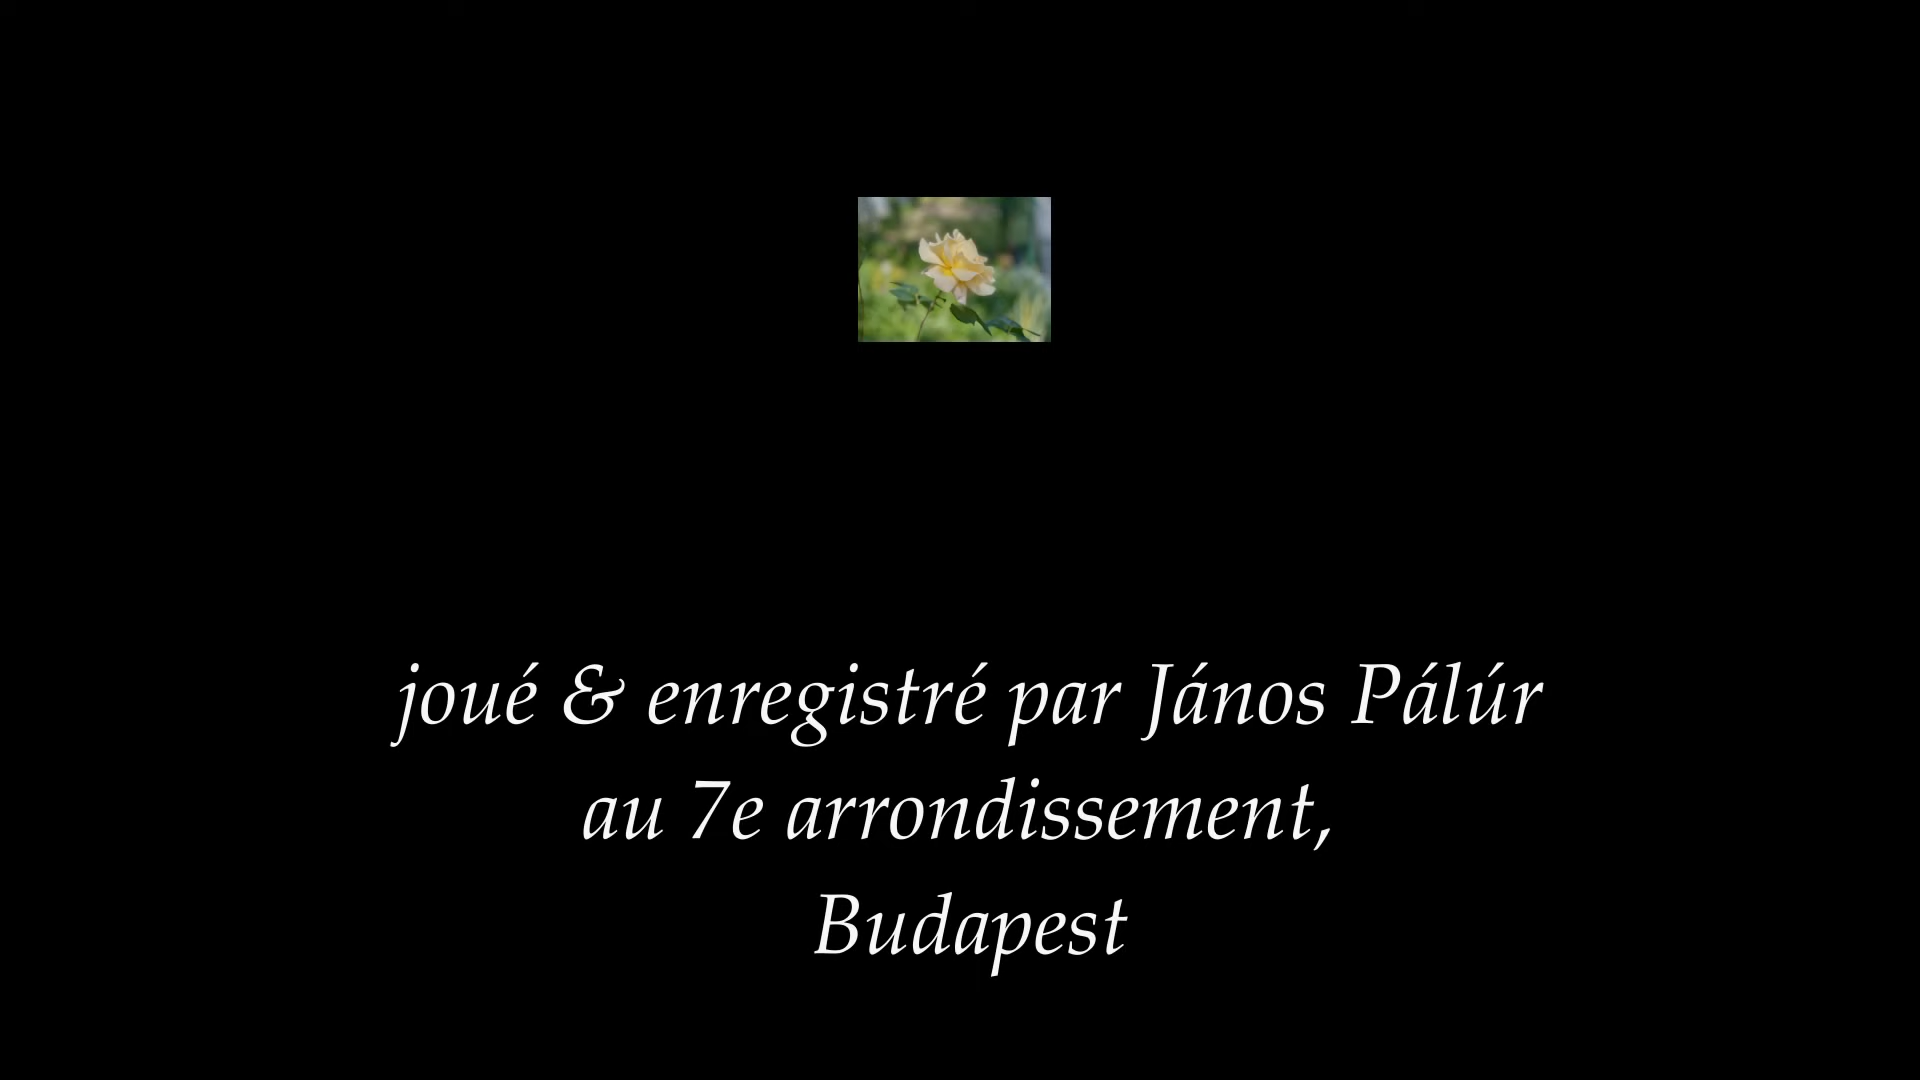 joué & enregistré par János Pálúr
au 7e arrondissement,
Budapest